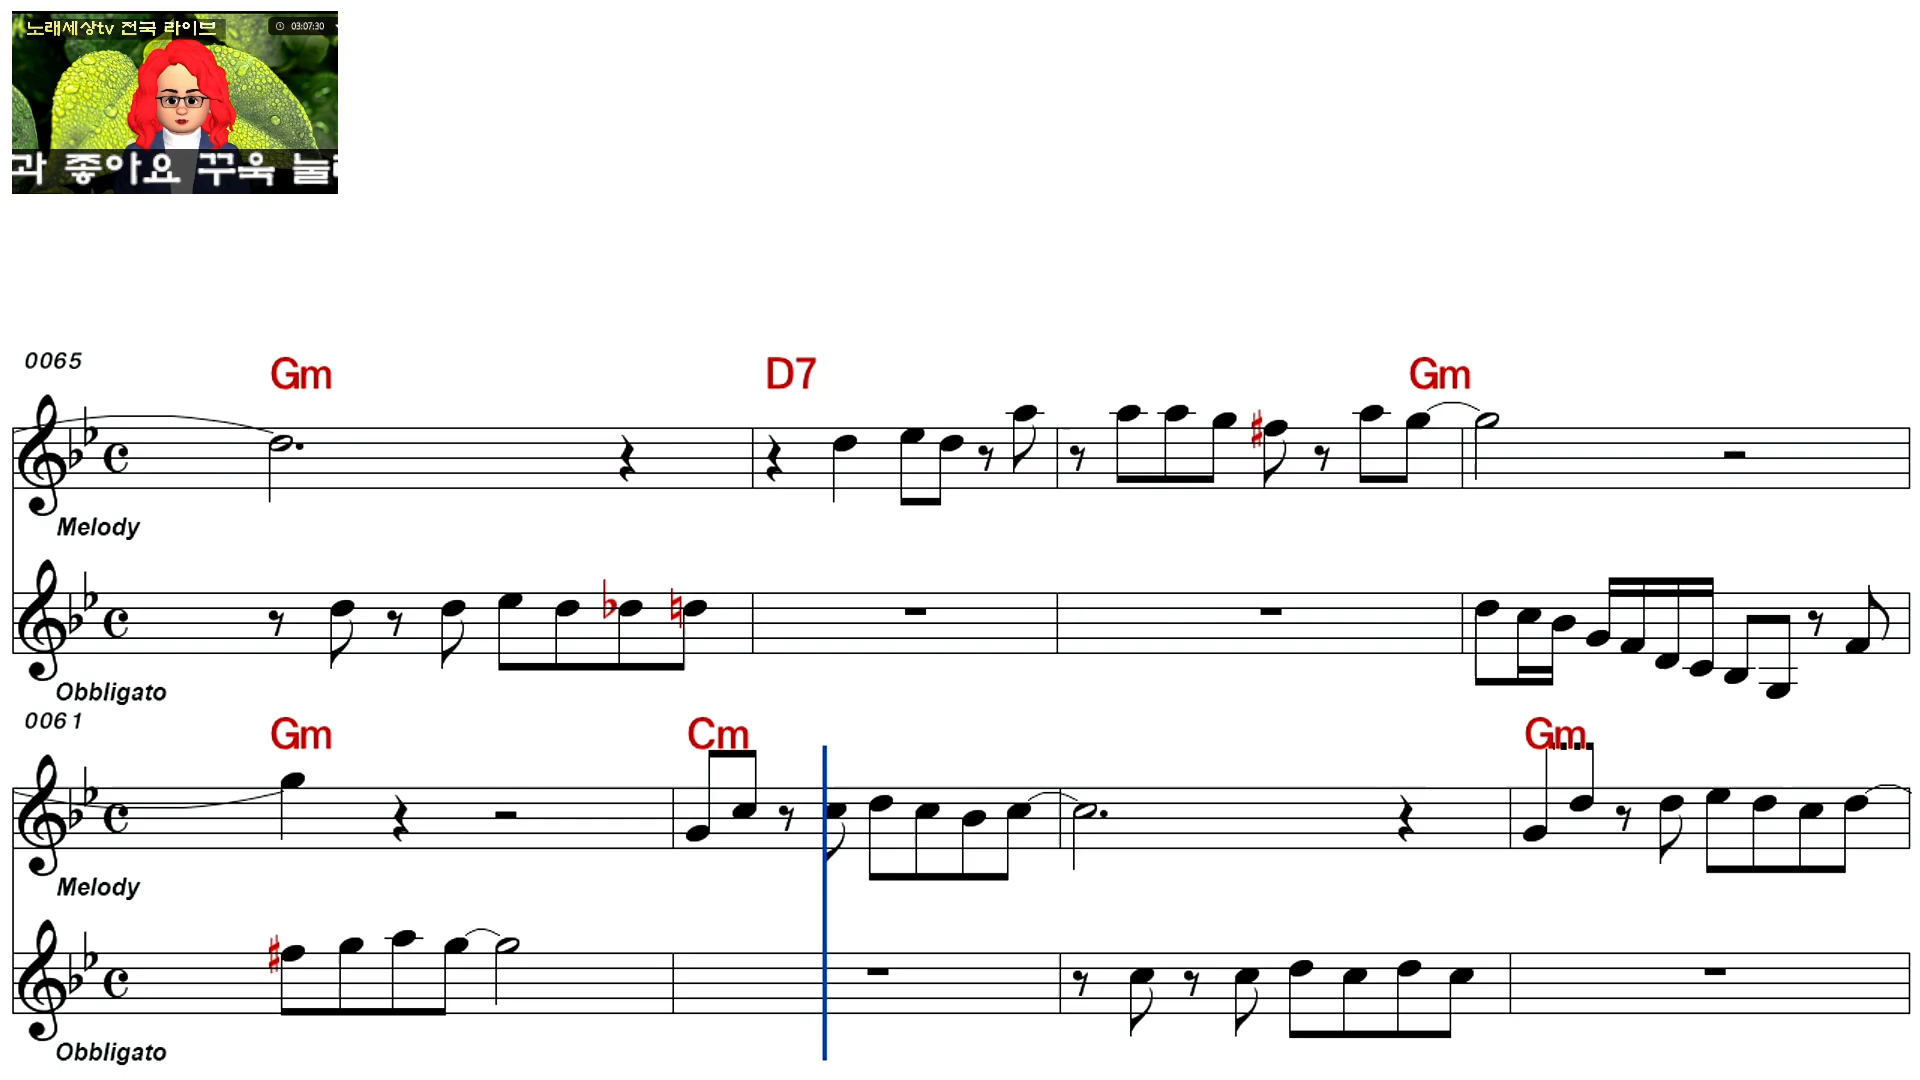 노래세상tv 전국 라이브
03:07:30
과 좋아요 꾸욱
0065
Gm D7 Gm
Melody
Obbligato
0061
Gm Cm Gm
Melody
Obbligato